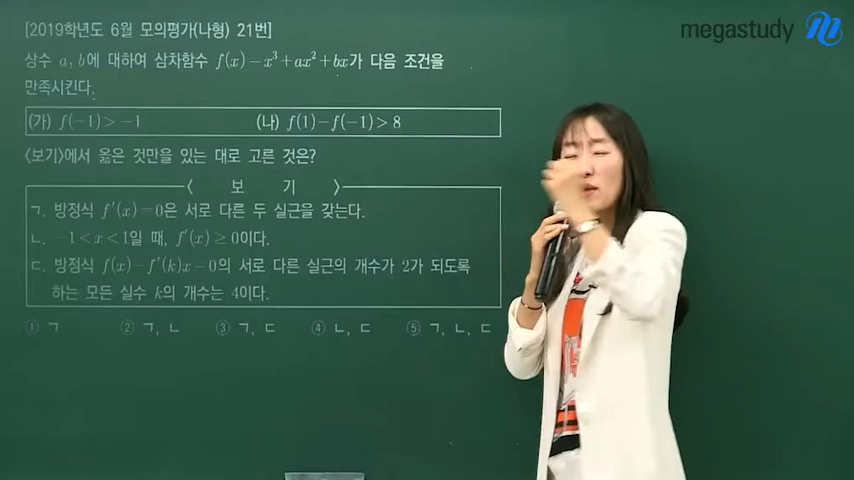 megastudy
[2019학년도 6월 모의평가(나형) 21번]
상수 a, b에 대하여 삼차함수 f(x)=x³+ax²+bx가 다음 조건을
만족시킨다.
(가) f(-1)>-1 (나) f(1)-f(-1)>8
<보기>에서 옳은 것만을 있는 대로 고른 것은?
< 보 기 >
ㄱ. 방정식 f′(x)=0은 서로 다른 두 실근을 갖는다.
ㄴ. -1<x<1일 때, f′(x)≥0이다.
ㄷ. 방정식 f(x)-f′(k)x=0의 서로 다른 실근의 개수가 2가 되도록
하는 모든 실수 k의 개수는 4이다.
① ㄱ ② ㄱ, ㄴ ③ ㄱ, ㄷ ④ ㄴ, ㄷ ⑤ ㄱ, ㄴ, ㄷ